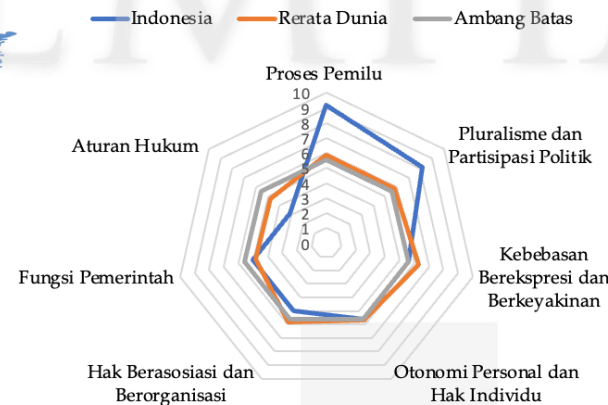 Indonesia Rerata Dunia Ambang Batas
Proses Pemilu
10
9
8
7
6
5
4
3
2
1
0
Pluralisme dan
Partisipasi Politik
Kebebasan
Berekspresi dan
Berkeyakinan
Otonomi Personal dan
Hak Individu
Hak Berasosiasi dan
Berorganisasi
Fungsi Pemerintah
Aturan Hukum